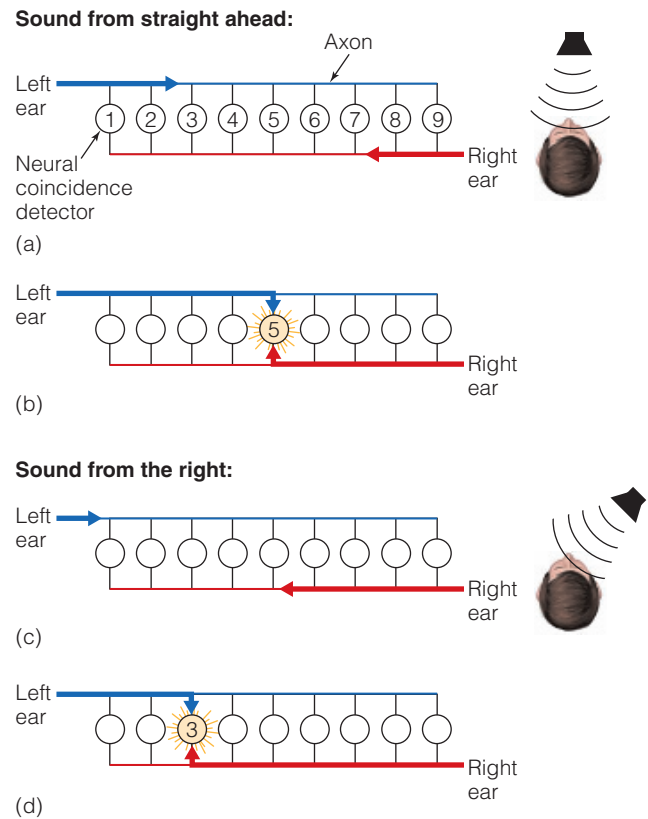 Sound from straight ahead:
Axon
Left
ear
1 2 3 4 5 6 7 8 9
Neural
coincidence
detector
Right
ear
(a)
Left
ear
5
Right
ear
(b)
Sound from the right:
Left
ear
Right
ear
(c)
Left
ear
3
Right
ear
(d)